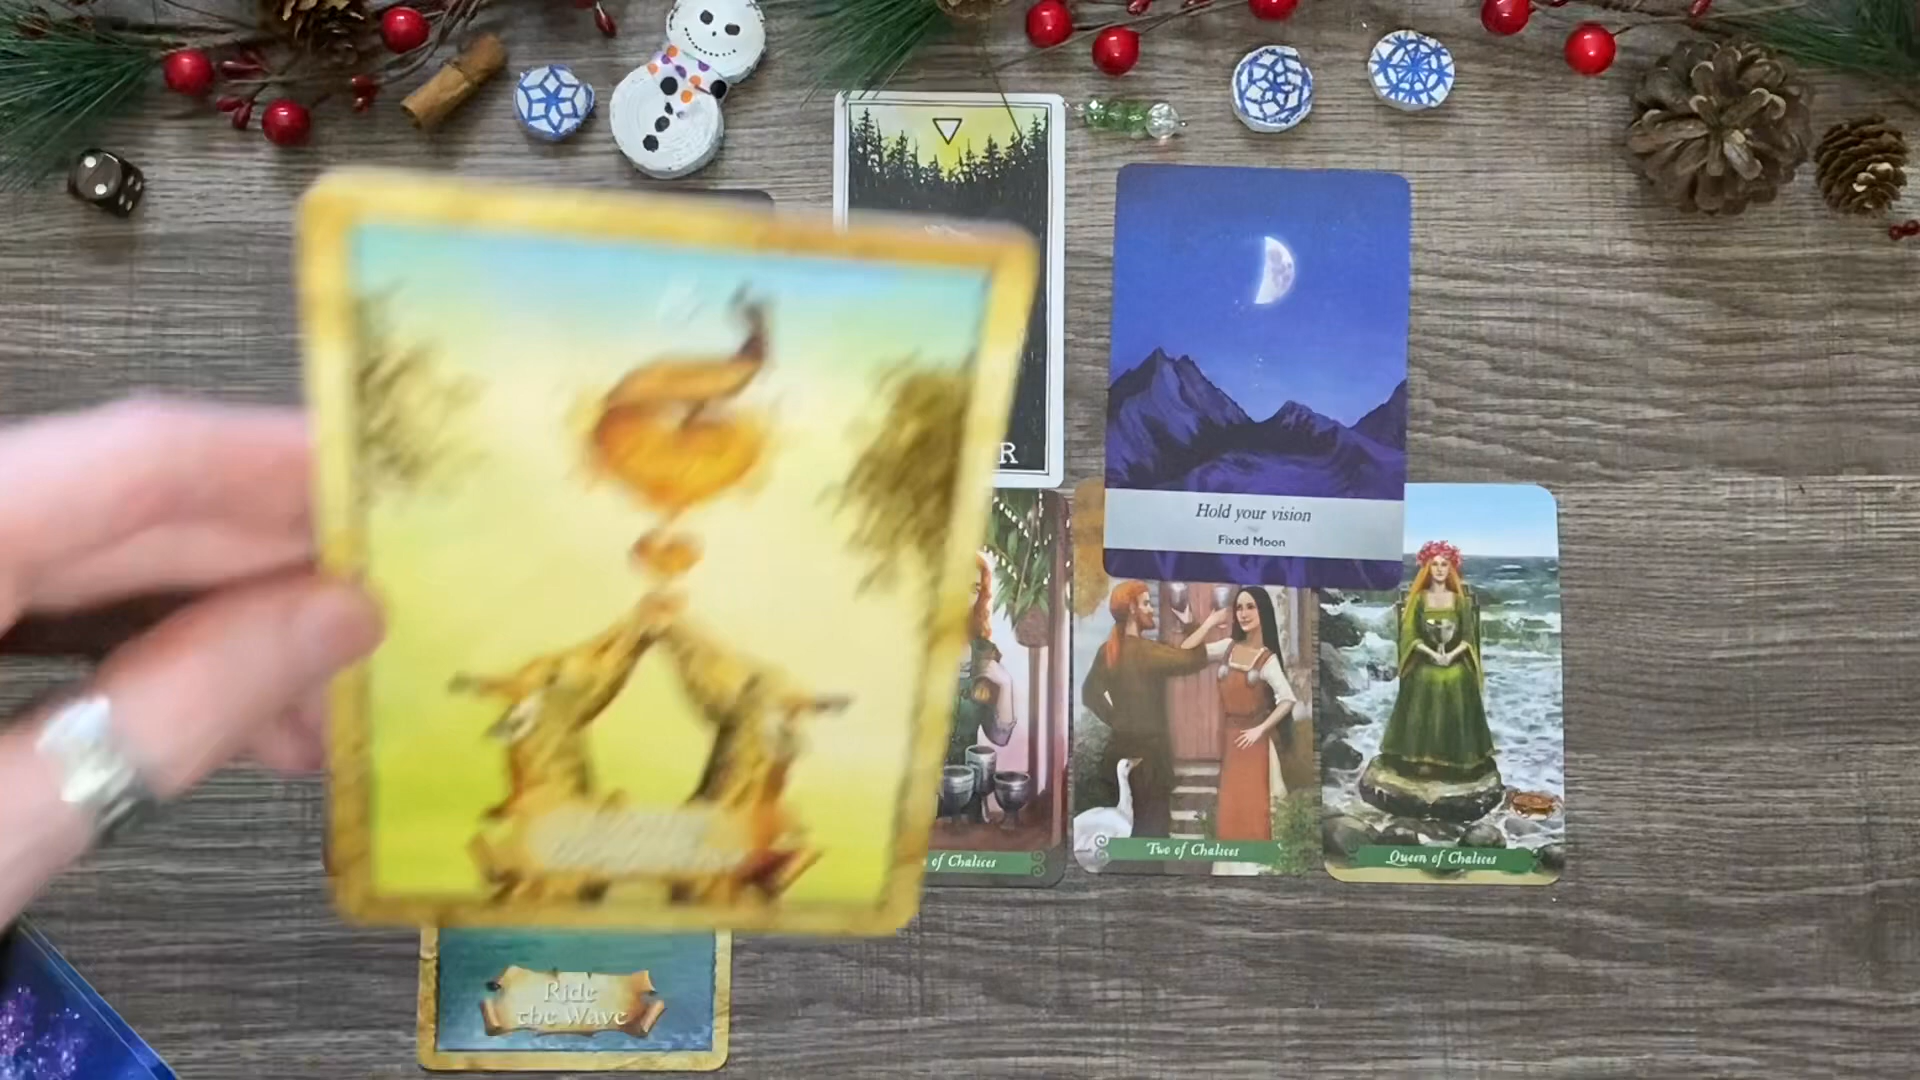 R
Hold your vision
Fixed Moon
of Chalices
Two of Chalices
Queen of Chalices
Ride
the Wave